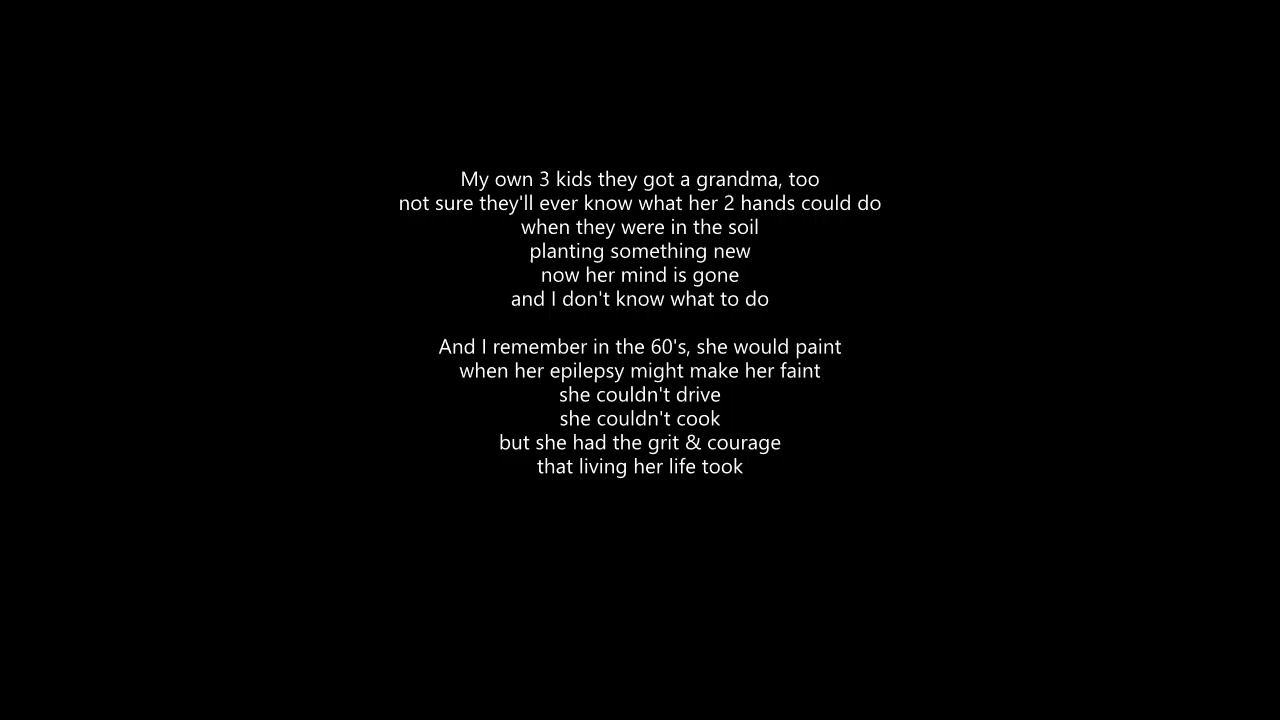 My own 3 kids they got a grandma, too
not sure they'll ever know what her 2 hands could do
when they were in the soil
planting something new
now her mind is gone
and I don't know what to do
And I remember in the 60's, she would paint
when her epilepsy might make her faint
she couldn't drive
she couldn't cook
but she had the grit & courage
that living her life took